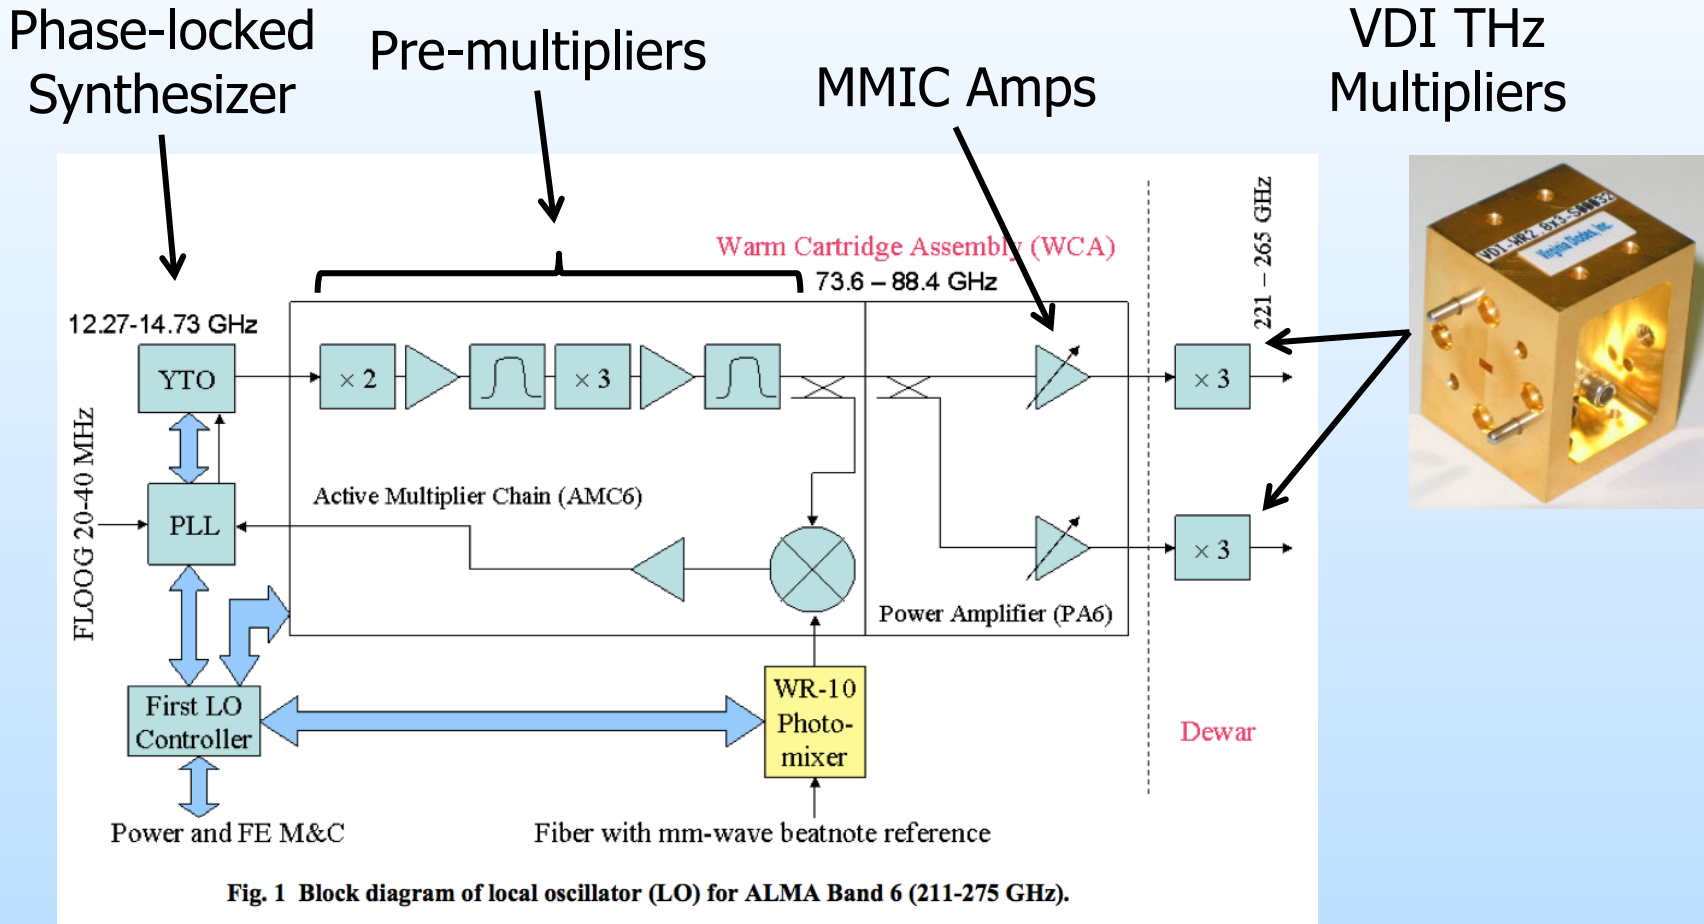 Phase-locked
Synthesizer
Pre-multipliers
MMIC Amps
VDI THz
Multipliers
Warm Cartridge Assembly (WCA)
73.6 – 88.4 GHz
221 – 265 GHz
12.27-14.73 GHz
YTO
× 2
× 3
× 3
FLOOG 20-40 MHz
PLL
Active Multiplier Chain (AMC6)
× 3
Power Amplifier (PA6)
First LO
Controller
WR-10
Photo-
mixer
Dewar
Power and FE M&C
Fiber with mm-wave beatnote reference
Fig. 1 Block diagram of local oscillator (LO) for ALMA Band 6 (211-275 GHz).
Virginia Diodes, Inc.